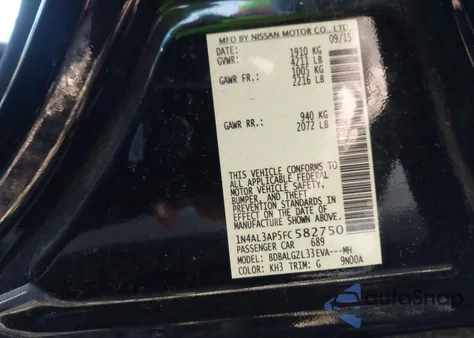 MFD BY NISSAN MOTOR CO., LTD.
DATE: 09/15
GVWR: 1910 KG
4211 LB
GAWR FR.: 1005 KG
2216 LB
GAWR RR.: 940 KG
2072 LB
THIS VEHICLE CONFORMS TO
ALL APPLICABLE FEDERAL
MOTOR VEHICLE SAFETY,
BUMPER, AND THEFT
PREVENTION STANDARDS IN
EFFECT ON THE DATE OF
MANUFACTURE SHOWN ABOVE.
1N4AL3AP5FC582750
PASSENGER CAR 689
MODEL: BDBALGZL33EVA---MH
COLOR: KH3 TRIM: G 9N00A
AutoSnap